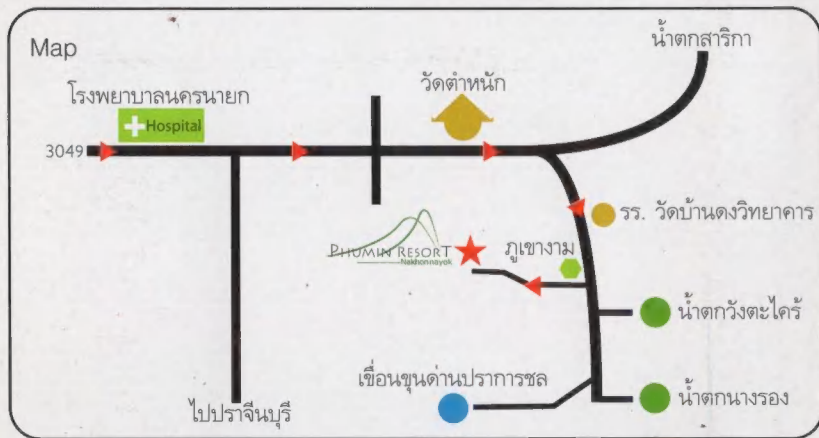 Map
น้ำตกสาริกา
โรงพยาบาลนครนายก
วัดตำหนัก
Hospital
3049
รร. วัดบ้านดงวิทยาคาร
PHUMIN RESORT
Nakhonnayok
ภูเขางาม
น้ำตกวังตะไคร้
เขื่อนขุนด่านปราการชล
น้ำตกนางรอง
ไปปราจีนบุรี